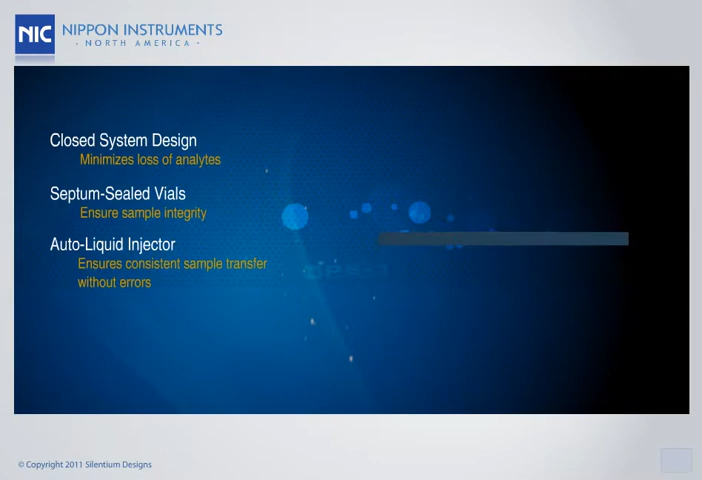 NIC
NIPPON INSTRUMENTS
· NORTH AMERICA ·
Closed System Design
Minimizes loss of analytes
Septum-Sealed Vials
Ensure sample integrity
Auto-Liquid Injector
Ensures consistent sample transfer
without errors
© Copyright 2011 Silentium Designs